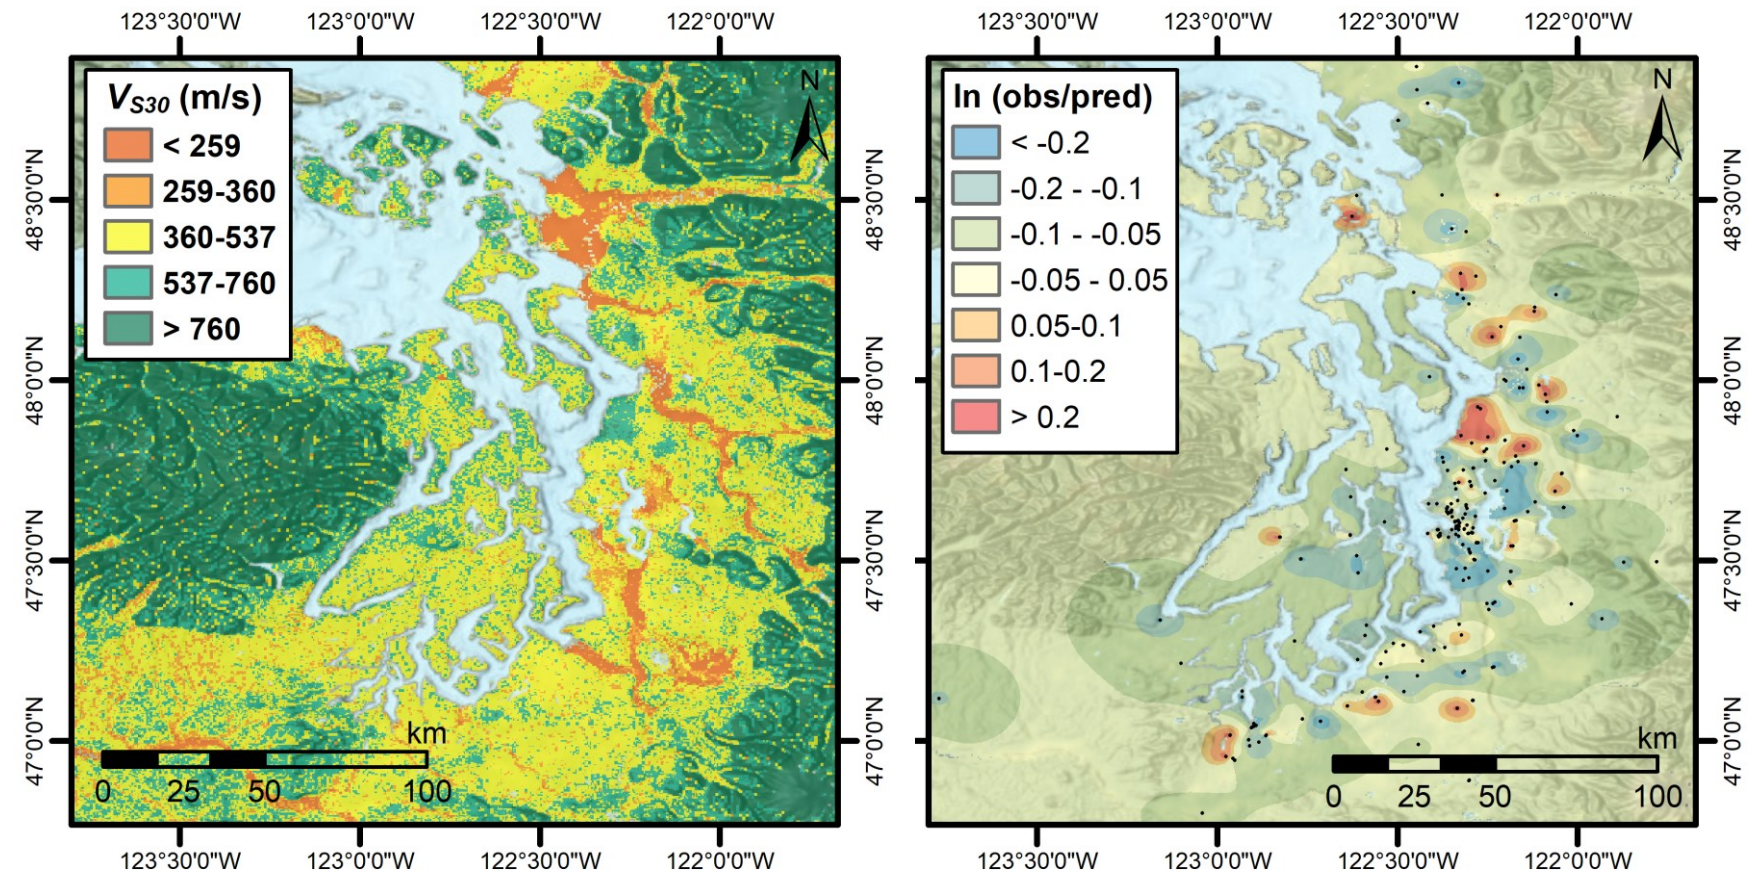 123°30'0"W 123°0'0"W 122°30'0"W 122°0'0"W
V_S30 (m/s)
< 259
259-360
360-537
537-760
> 760
N
48°30'0"N
48°0'0"N
47°30'0"N
47°0'0"N
km
0 25 50 100
48°30'0"N
48°0'0"N
47°30'0"N
47°0'0"N
123°30'0"W 123°0'0"W 122°30'0"W 122°0'0"W
123°30'0"W 123°0'0"W 122°30'0"W 122°0'0"W
ln (obs/pred)
< -0.2
-0.2 - -0.1
-0.1 - -0.05
-0.05 - 0.05
0.05-0.1
0.1-0.2
> 0.2
N
km
0 25 50 100
48°30'0"N
48°0'0"N
47°30'0"N
47°0'0"N
123°30'0"W 123°0'0"W 122°30'0"W 122°0'0"W